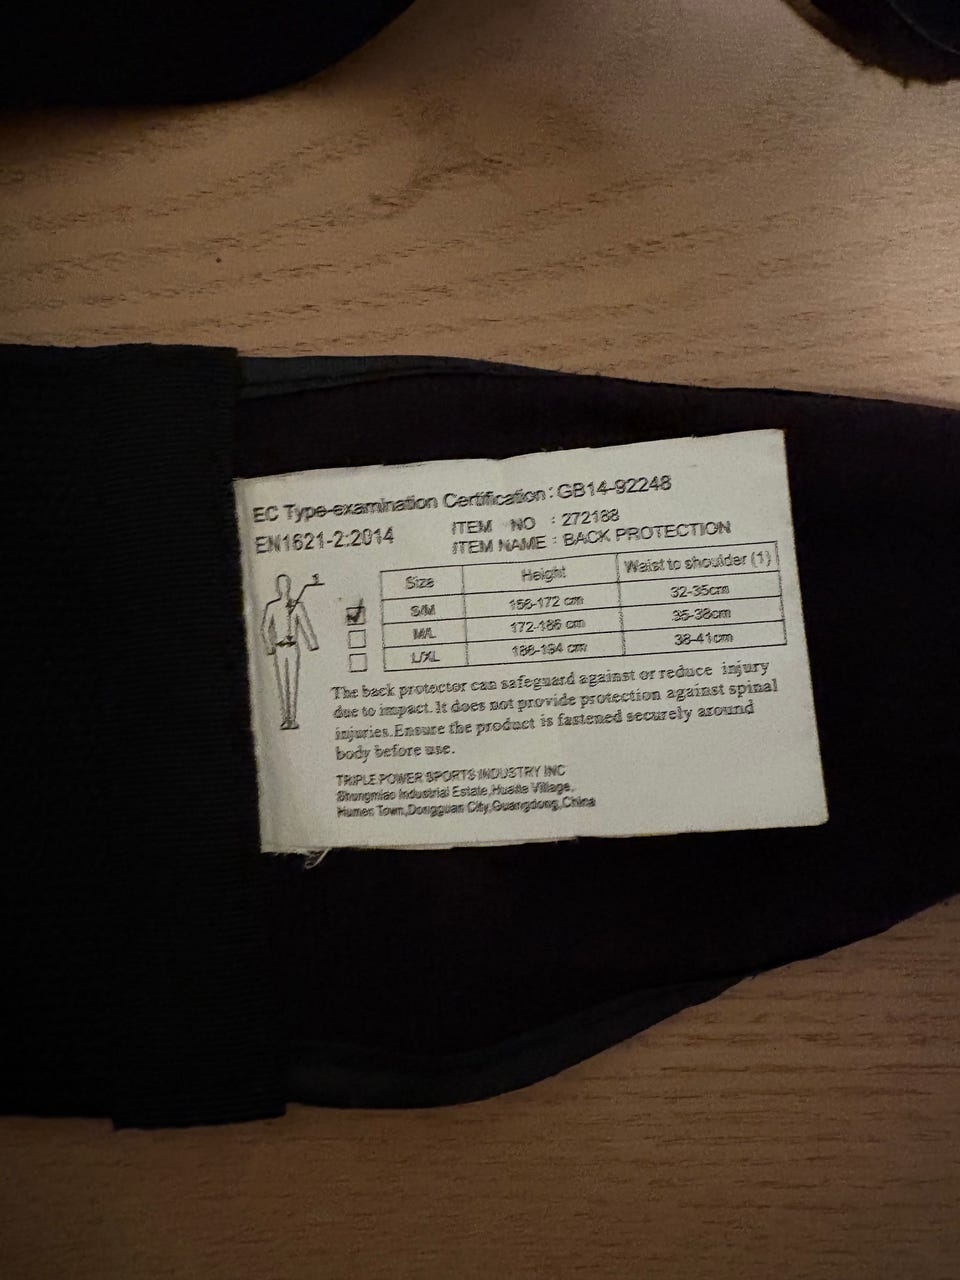 EC Type-examination Certification: GB14-92248
EN1621-2:2014
ITEM NO : 272188
ITEM NAME : BACK PROTECTION
1
Size Height Waist to shoulder (1)
S/M 158-172 cm 32-35cm
M/L 172-186 cm 35-38cm
L/XL 186-194 cm 38-41cm
The back protector can safeguard against or reduce injury
due to impact. It does not provide protection against spinal
injuries.Ensure the product is fastened securely around
body before use.
TRIPLE POWER SPORTS INDUSTRY INC
Industrial Estate, Village,
Humen Town,Dongguan City,Guangdong,China